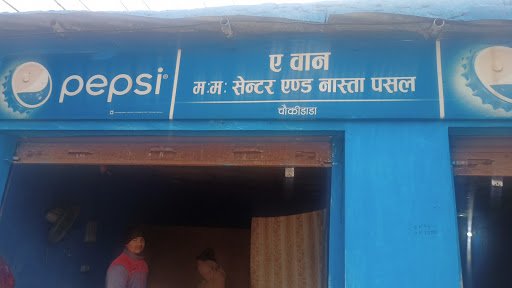 pepsi
ए वान
म:म: सेन्टर एण्ड नास्ता पसल
चौकीडाडा